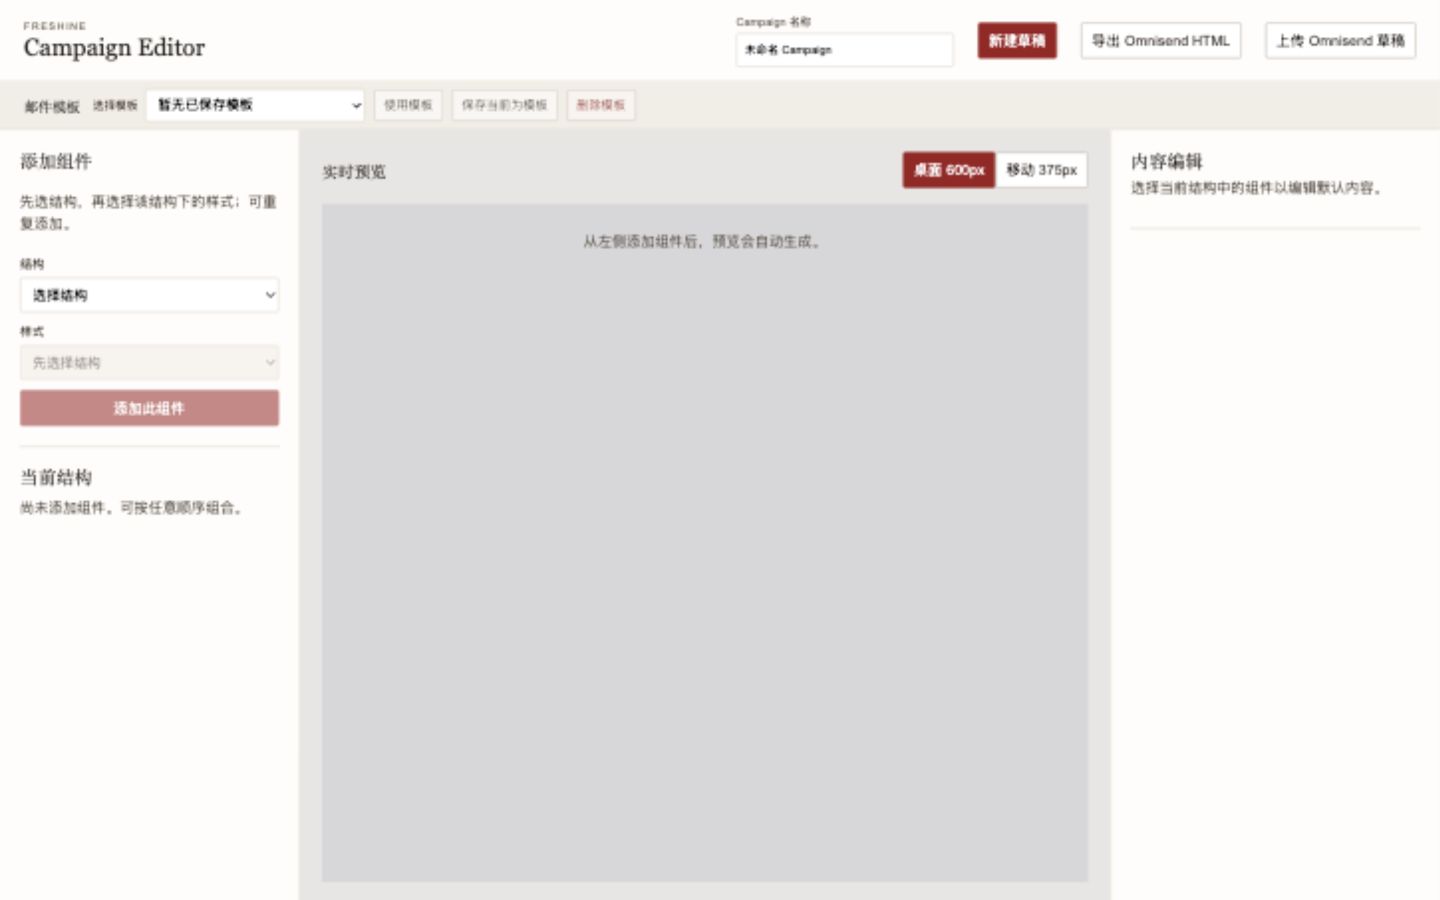 FRESHINE
Campaign Editor
Campaign 名称
未命名 Campaign
新建草稿
导出 Omnisend HTML
上传 Omnisend 草稿
邮件模板
选择模板
暂无已保存模板
使用模板
保存当前为模板
删除模板
添加组件
先选结构，再选择该结构下的样式；可重
复添加。
结构
选择结构
样式
先选择结构
添加此组件
当前结构
尚未添加组件。可按任意顺序组合。
实时预览
桌面 600px
移动 375px
从左侧添加组件后，预览会自动生成。
内容编辑
选择当前结构中的组件以编辑默认内容。